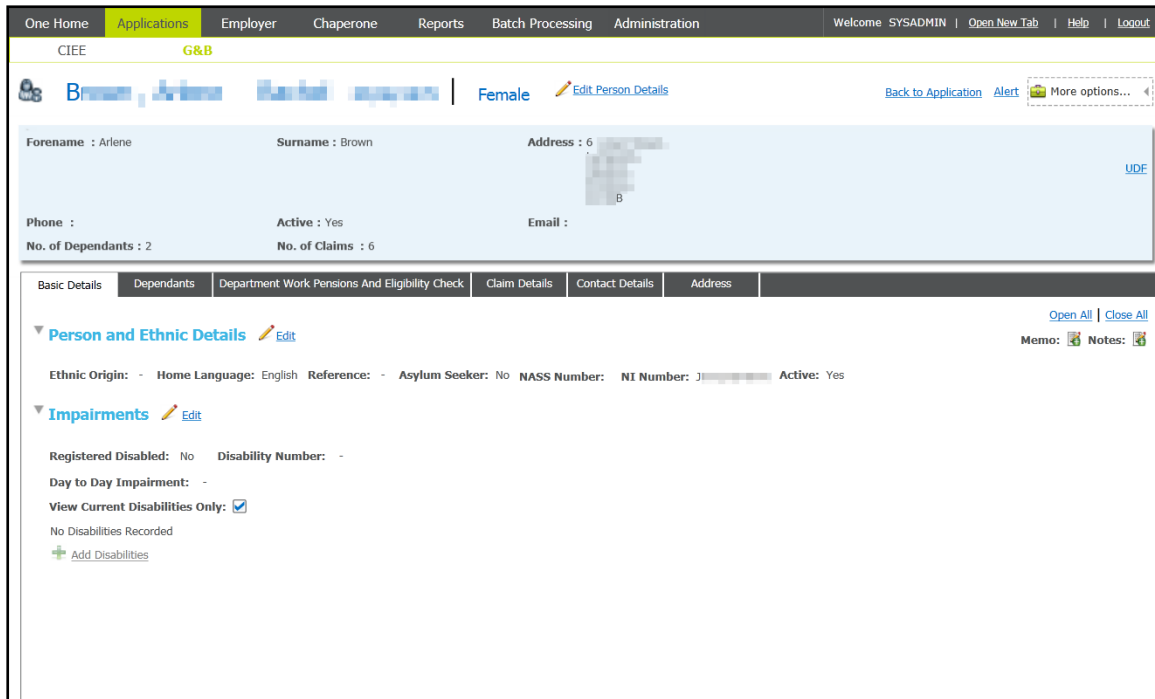 One Home Applications Employer Chaperone Reports Batch Processing Administration Welcome SYSADMIN | Open New Tab | Help | Logout
CIEE G&B
Female Edit Person Details Back to Application Alert More options...
Forename : Arlene Surname : Brown Address : 6
UDF
B
Phone : Active : Yes Email :
No. of Dependants : 2 No. of Claims : 6
Basic Details Dependants Department Work Pensions And Eligibility Check Claim Details Contact Details Address
Open All | Close All
Person and Ethnic Details Edit
Memo: Notes:
Ethnic Origin: - Home Language: English Reference: - Asylum Seeker: No NASS Number: NI Number: J Active: Yes
Impairments Edit
Registered Disabled: No Disability Number: -
Day to Day Impairment: -
View Current Disabilities Only:
No Disabilities Recorded
Add Disabilities